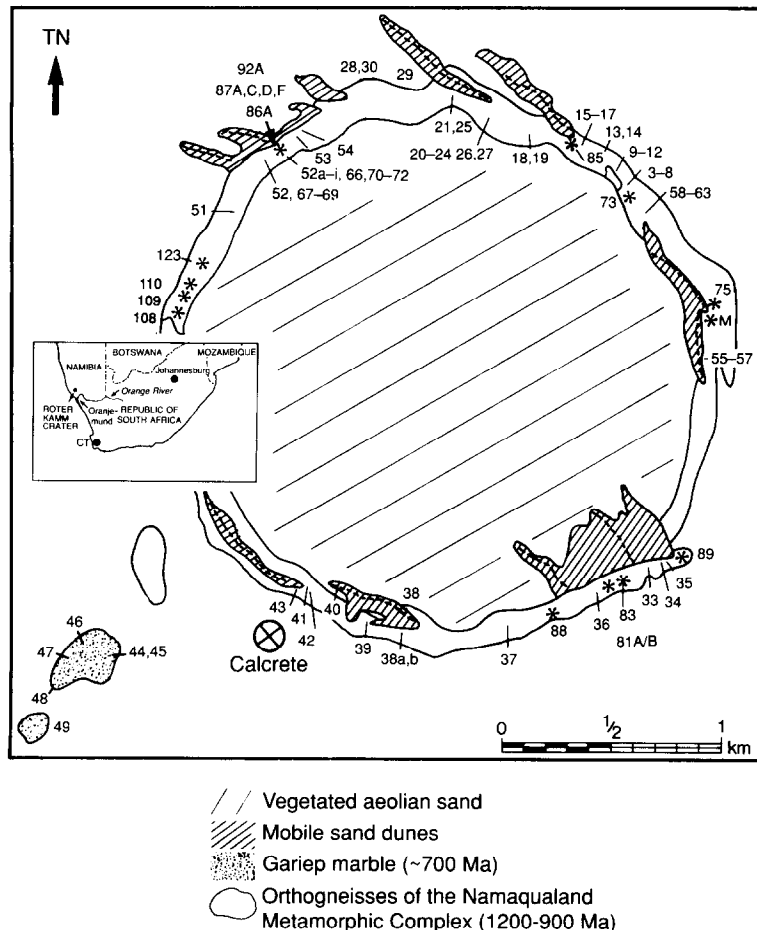 TN
92A
87A,C,D,F
86A
28,30
29
15–17
13,14
9–12
3–8
58–63
21,25
20–24
26.27
18,19
85
73
54
53
52a–i, 66,70–72
52, 67–69
51
123
110
109
108
75
M
55–57
NAMIBIA
BOTSWANA
MOZAMBIQUE
Johannesburg
Orange River
ROTER
KAMM
CRATER
Oranje-
mund
REPUBLIC OF
SOUTH AFRICA
CT
89
35
34
33
83
81A/B
36
88
37
38
38a,b
39
40
43
41
42
Calcrete
46
47
44,45
48
49
0
1/2
1
km
Vegetated aeolian sand
Mobile sand dunes
Gariep marble (~700 Ma)
Orthogneisses of the Namaqualand
Metamorphic Complex (1200-900 Ma)